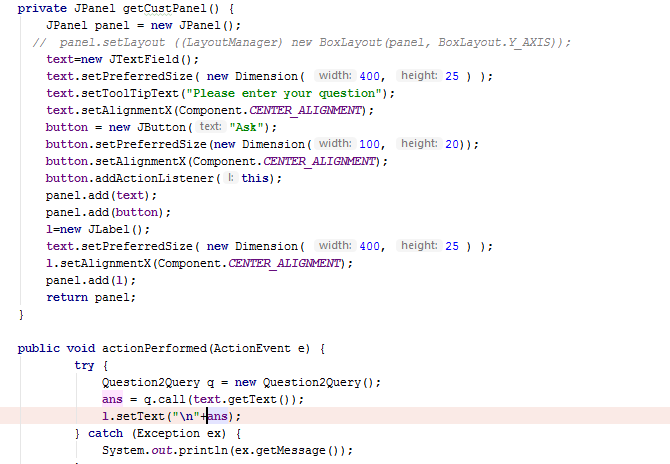 private JPanel getCustPanel() {
JPanel panel = new JPanel();
// panel.setLayout ((LayoutManager) new BoxLayout(panel, BoxLayout.Y_AXIS));
text=new JTextField();
text.setPreferredSize( new Dimension( width: 400, height: 25 ) );
text.setToolTipText("Please enter your question");
text.setAlignmentX(Component.CENTER_ALIGNMENT);
button = new JButton( text: "Ask");
button.setPreferredSize(new Dimension( width: 100, height: 20));
button.setAlignmentX(Component.CENTER_ALIGNMENT);
button.addActionListener( l: this);
panel.add(text);
panel.add(button);
l=new JLabel();
text.setPreferredSize( new Dimension( width: 400, height: 25 ) );
l.setAlignmentX(Component.CENTER_ALIGNMENT);
panel.add(l);
return panel;
}
public void actionPerformed(ActionEvent e) {
try {
Question2Query q = new Question2Query();
ans = q.call(text.getText());
l.setText("\n"+ans);
} catch (Exception ex) {
System.out.println(ex.getMessage());